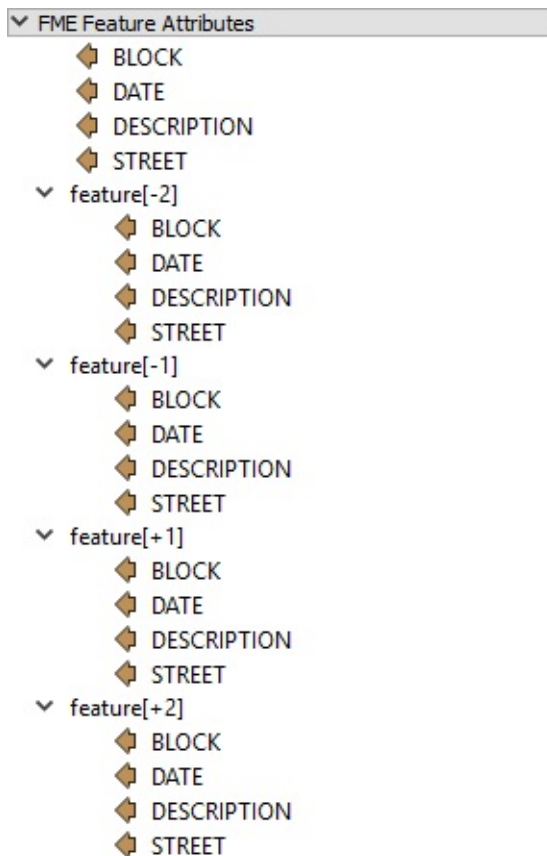 FME Feature Attributes
BLOCK
DATE
DESCRIPTION
STREET
feature[-2]
BLOCK
DATE
DESCRIPTION
STREET
feature[-1]
BLOCK
DATE
DESCRIPTION
STREET
feature[+1]
BLOCK
DATE
DESCRIPTION
STREET
feature[+2]
BLOCK
DATE
DESCRIPTION
STREET